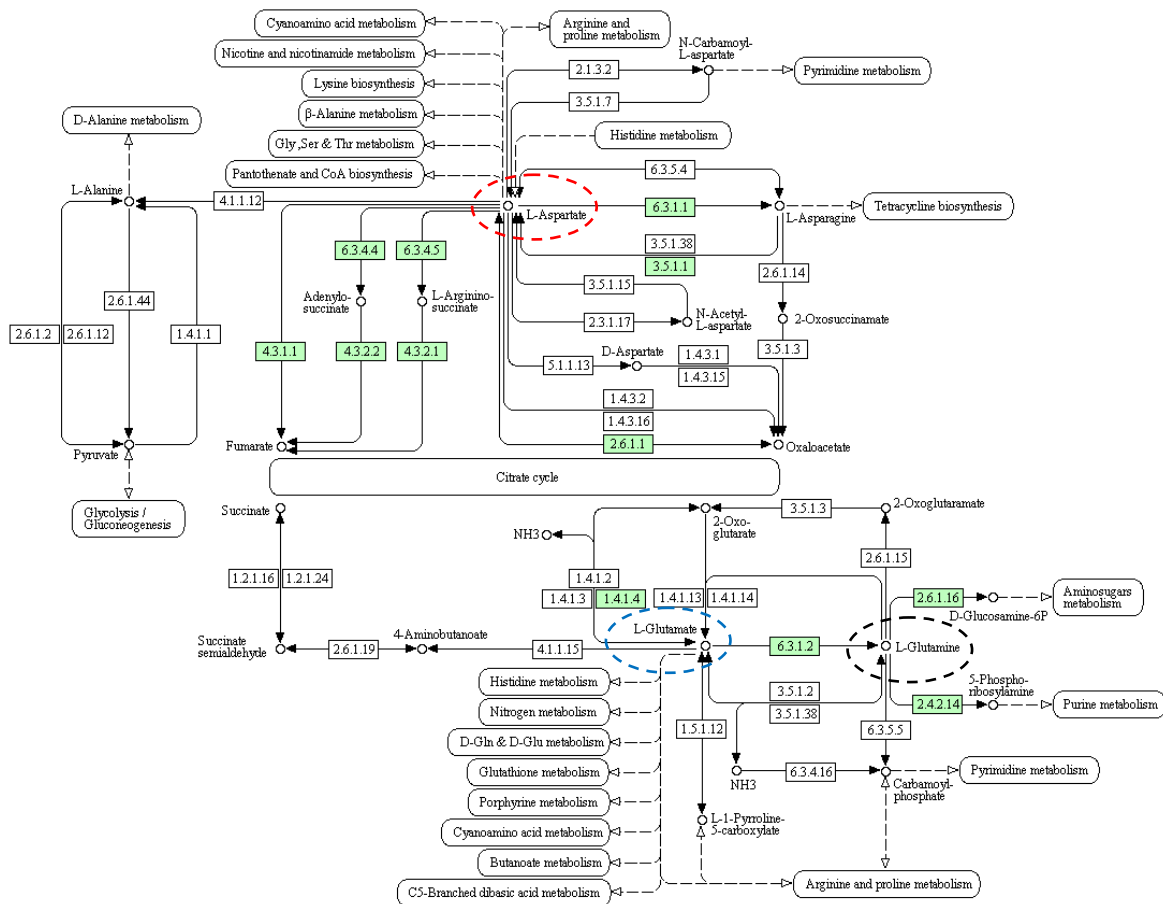 Cyanoamino acid metabolism
Arginine and
proline metabolism
Nicotine and nicotinamide metabolism
N-Carbamoyl
L-aspartate
2.1.3.2
Pyrimidine metabolism
Lysine biosynthesis
3.5.1.7
β-Alanine metabolism
D-Alanine metabolism
Histidine metabolism
Gly ,Ser & Thr metabolism
Pantothenate and CoA biosynthesis
6.3.5.4
L-Alanine
4.1.1.12
L-Aspartate
6.3.1.1
L-Asparagine
Tetracycline biosynthesis
6.3.4.4
6.3.4.5
3.5.1.38
3.5.1.1
2.6.1.14
Adenylo-
succinate
L-Arginino-
succinate
3.5.1.15
N-Acetyl-
L-aspartate
2.6.1.44
2.3.1.17
2-Oxosuccinamate
2.6.1.2
2.6.1.12
1.4.1.1
4.3.1.1
4.3.2.2
4.3.2.1
D-Aspartate
5.1.1.13
1.4.3.1
1.4.3.15
3.5.1.3
1.4.3.2
1.4.3.16
2.6.1.1
Pyruvate
Fumarate
Oxaloacetate
Citrate cycle
Glycolysis /
Gluconeogenesis
Succinate
NH3
2-Oxo-
glutarate
3.5.1.3
2-Oxoglutaramate
2.6.1.15
1.2.1.16
1.2.1.24
1.4.1.2
1.4.1.3
1.4.1.4
1.4.1.13
1.4.1.14
2.6.1.16
D-Glucosamine-6P
Aminosugars
metabolism
Succinate
semialdehyde
2.6.1.19
4-Aminobutanoate
4.1.1.15
L-Glutamate
6.3.1.2
L-Glutamine
Histidine metabolism
Nitrogen metabolism
D-Gln & D-Glu metabolism
Glutathione metabolism
Porphyrine metabolism
Cyanoamino acid metabolism
Butanoate metabolism
C5-Branched dibasic acid metabolism
1.5.1.12
3.5.1.2
3.5.1.38
2.4.2.14
5-Phospho-
ribosylamine
Purine metabolism
6.3.5.5
NH3
6.3.4.16
Carbamoyl-
phosphate
Pyrimidine metabolism
L-1-Pyrroline-
5-carboxylate
Arginine and proline metabolism